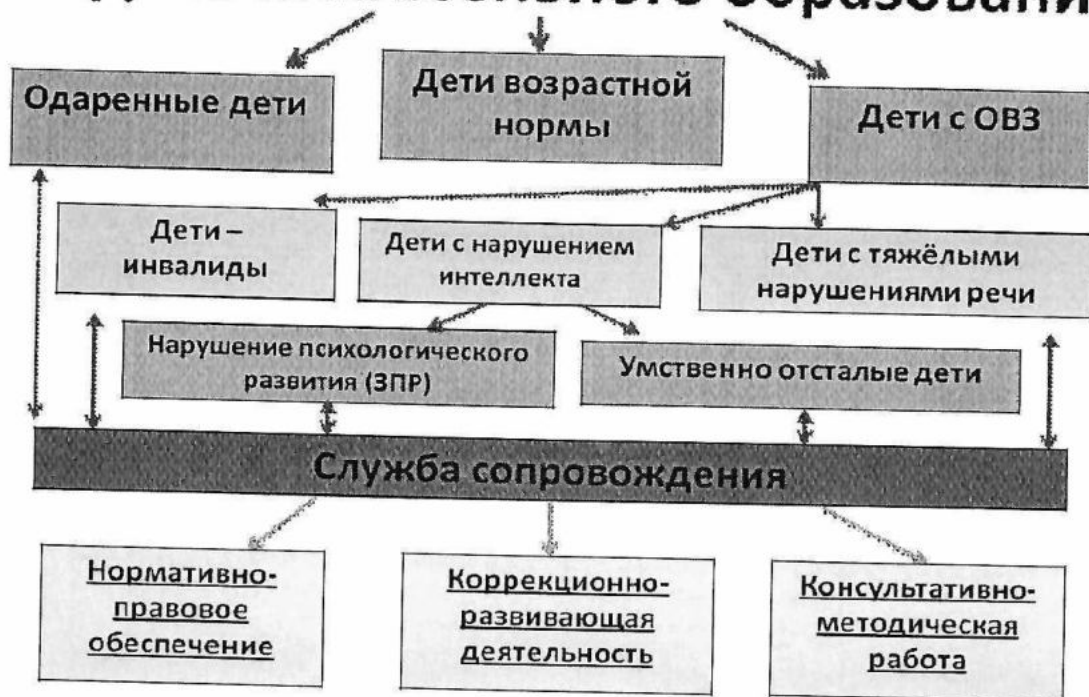 образовани
Одаренные дети
Дети возрастной
нормы
Дети с ОВЗ
Дети –
инвалиды
Дети с нарушением
интеллекта
Дети с тяжёлыми
нарушениями речи
Нарушение психологического
развития (ЗПР)
Умственно отсталые дети
Служба сопровождения
Нормативно-
правовое
обеспечение
Коррекционно-
развивающая
деятельность
Консультативно-
методическая
работа